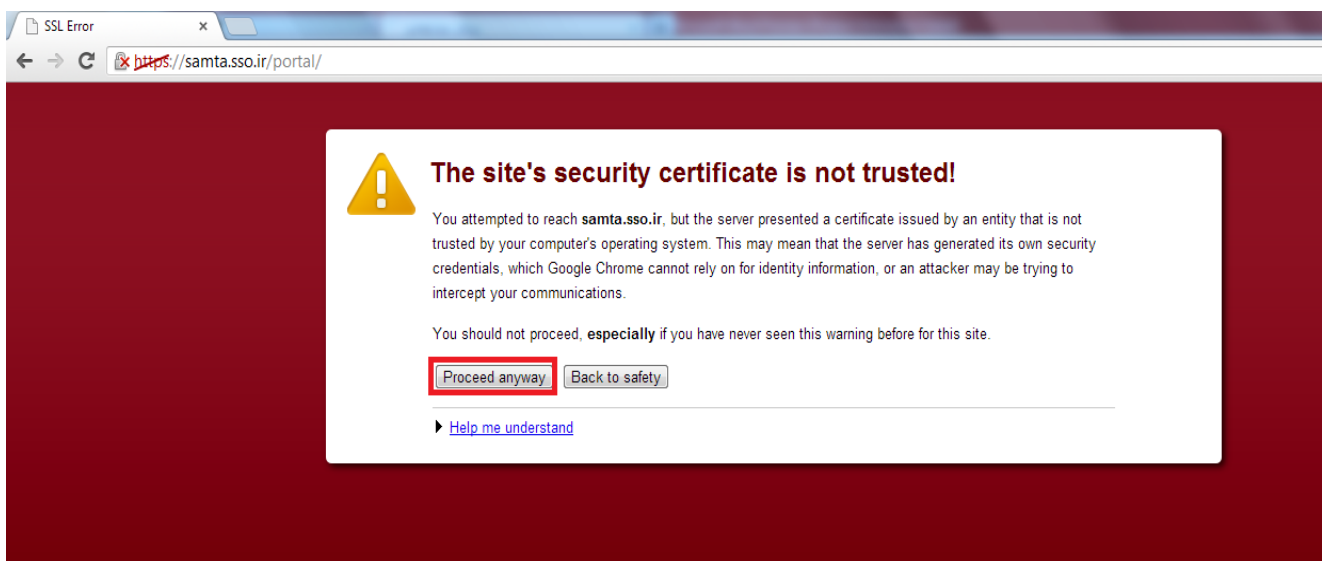 SSL Error
https://samta.sso.ir/portal/
The site's security certificate is not trusted!
You attempted to reach samta.sso.ir, but the server presented a certificate issued by an entity that is not
trusted by your computer's operating system. This may mean that the server has generated its own security
credentials, which Google Chrome cannot rely on for identity information, or an attacker may be trying to
intercept your communications.
You should not proceed, especially if you have never seen this warning before for this site.
Proceed anyway Back to safety
Help me understand